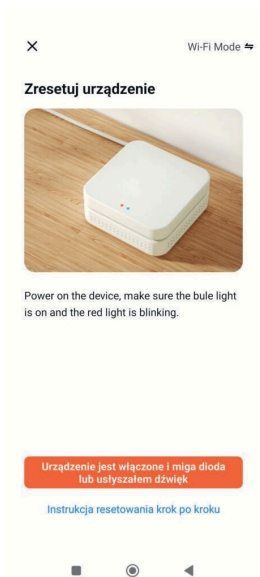 Wi-Fi Mode
Zresetuj urządzenie
Power on the device, make sure the bule light
is on and the red light is blinking.
Urządzenie jest włączone i miga dioda
lub usłyszałem dźwięk
Instrukcja resetowania krok po kroku